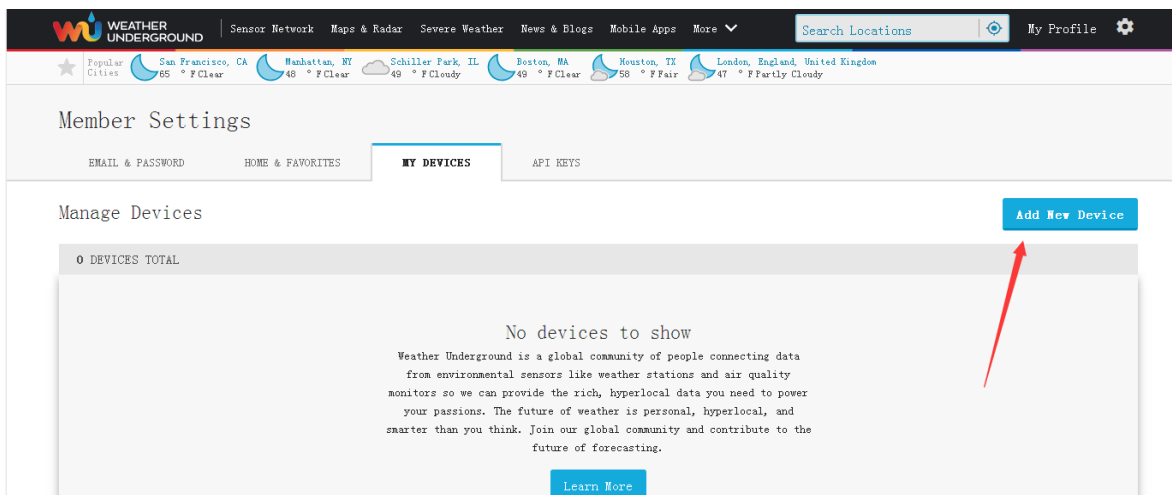 WEATHER UNDERGROUND Sensor Network Maps & Radar Severe Weather News & Blogs Mobile Apps More Search Locations My Profile
Popular Cities San Francisco, CA 65 ° F Clear Manhattan, NY 48 ° F Clear Schiller Park, IL 49 ° F Cloudy Boston, MA 49 ° F Clear Houston, TX 58 ° F Fair London, England, United Kingdom 47 ° F Partly Cloudy
Member Settings
EMAIL & PASSWORD HOME & FAVORITES MY DEVICES API KEYS
Manage Devices Add New Device
0 DEVICES TOTAL
No devices to show
Weather Underground is a global community of people connecting data
from environmental sensors like weather stations and air quality
monitors so we can provide the rich, hyperlocal data you need to power
your passions. The future of weather is personal, hyperlocal, and
smarter than you think. Join our global community and contribute to the
future of forecasting.
Learn More